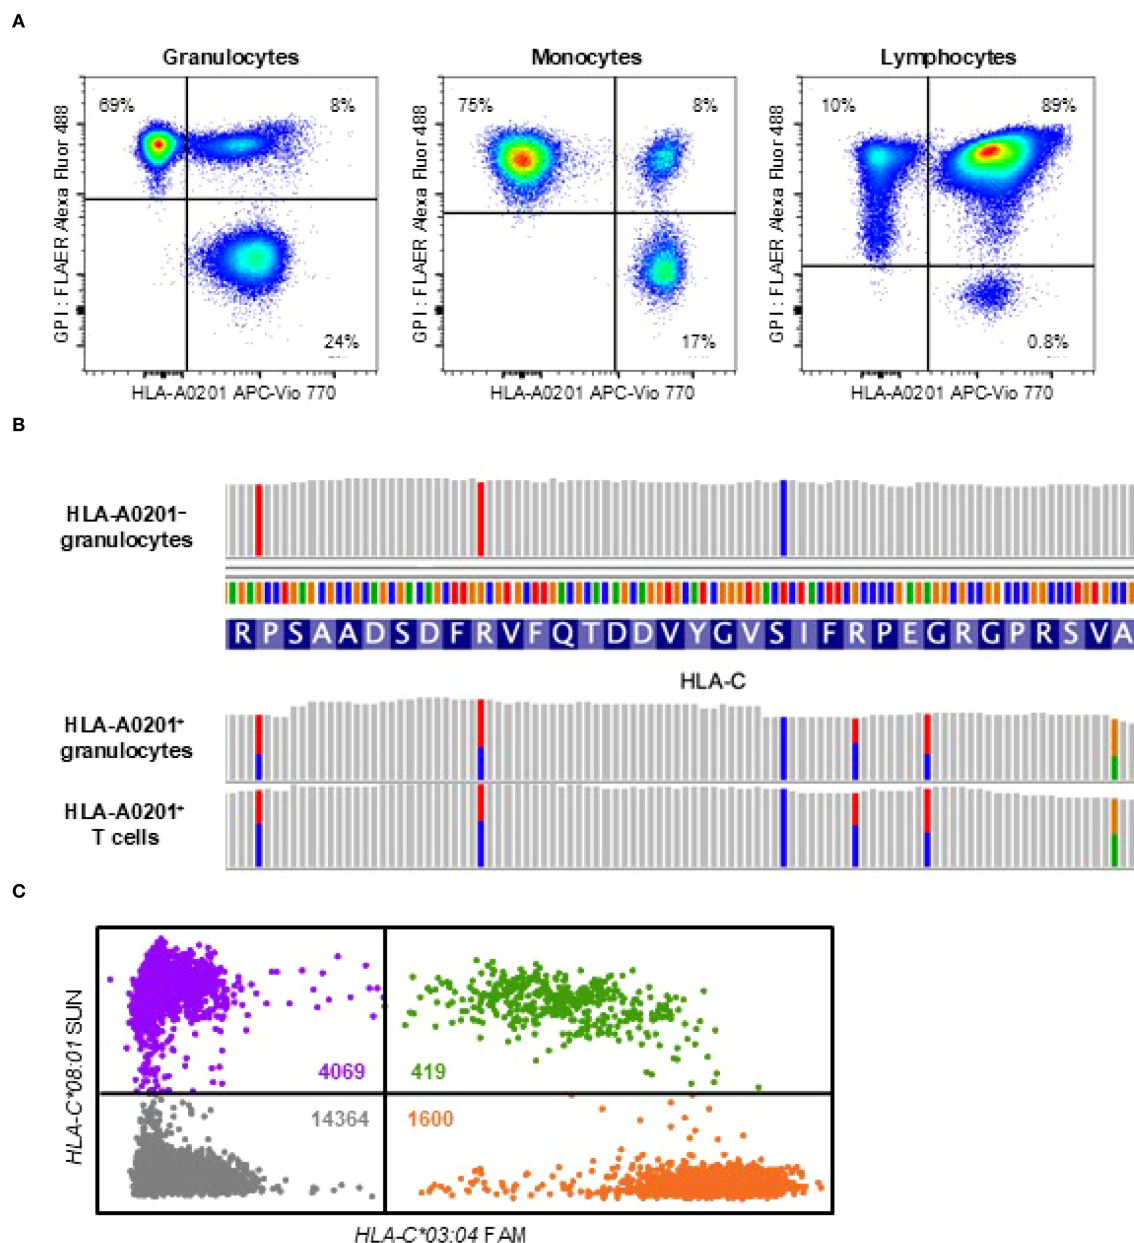 A
Granulocytes
Monocytes
Lymphocytes
GPI : FLAER Alexa Fluor 488
69%
8%
24%
HLA-A0201 APC-Vio 770
GPI : FLAER Alexa Fluor 488
75%
8%
17%
HLA-A0201 APC-Vio 770
GPI : FLAER Alexa Fluor 488
10%
89%
0.8%
HLA-A0201 APC-Vio 770
B
HLA-A0201⁻
granulocytes
R P S A A D S D F R V F Q T D D V Y G V S I F R P E G R G P R S V A
HLA-C
HLA-A0201⁺
granulocytes
HLA-A0201⁺
T cells
C
HLA-C*08:01 SUN
4069
419
14364
1600
HLA-C*03:04 FAM